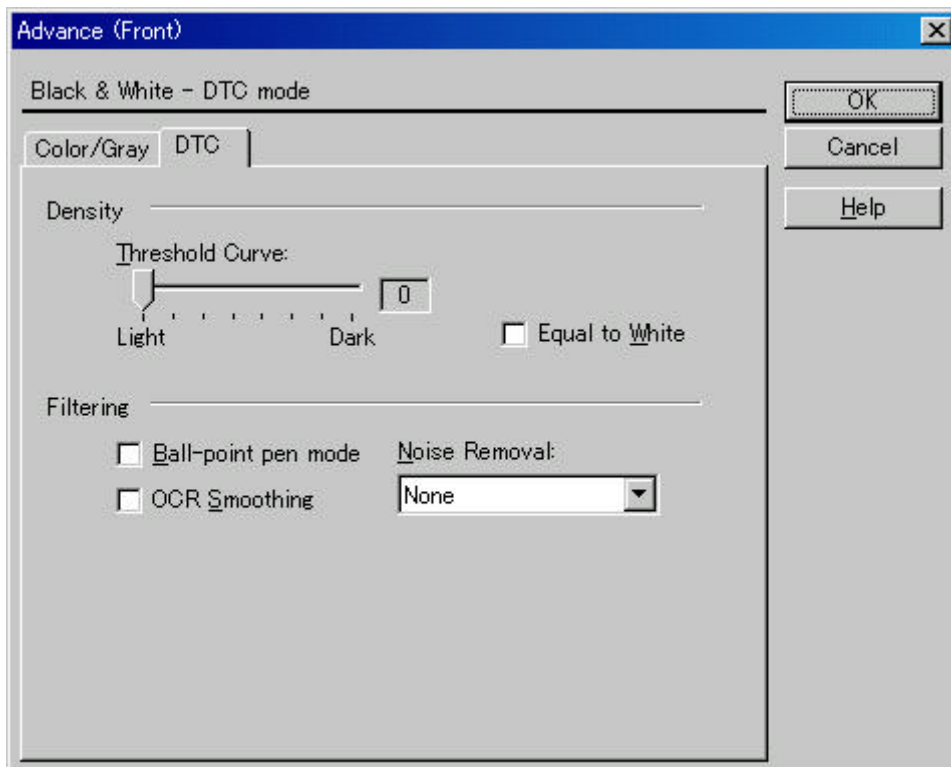 Advance (Front)
Black & White - DTC mode
OK
Color/Gray DTC
Cancel
Density
Help
Threshold Curve:
0
Light Dark
Equal to White
Filtering
Ball-point pen mode
Noise Removal:
OCR Smoothing
None